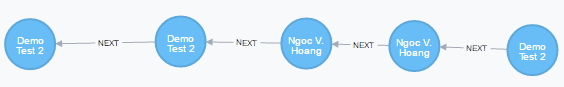 Demo
Test 2
NEXT
Demo
Test 2
NEXT
Ngoc V.
Hoang
NEXT
Ngoc V.
Hoang
NEXT
Demo
Test 2